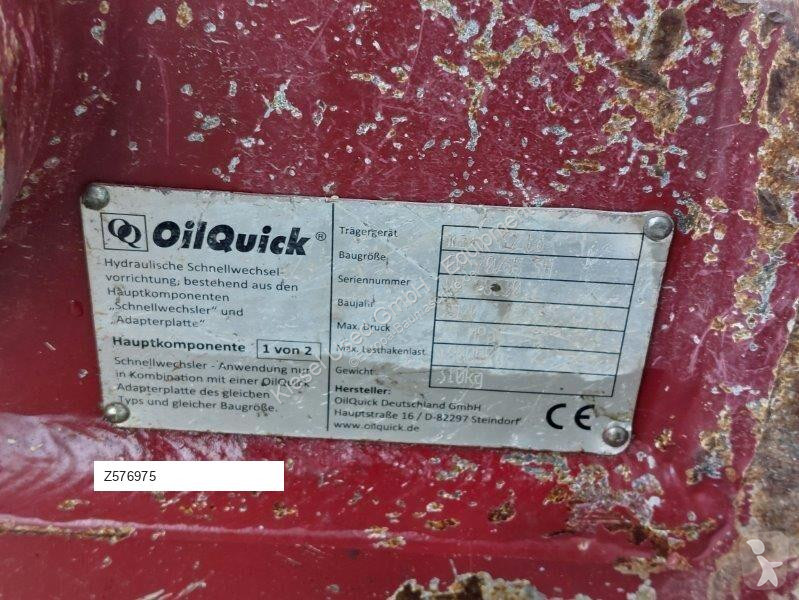 OQ OilQuick®
Hydraulische Schnellwechsel-
vorrichtung, bestehend aus den
Hauptkomponenten
„Schnellwechsler" und
„Adapterplatte"
Hauptkomponente 1 von 2
Schnellwechsler - Anwendung nur
in Kombination mit einer OilQuick
Adapterplatte des gleichen
Typs und gleicher Baugröße.
Trägergerät
Baugröße
Seriennummer
Baujahr
Max. Druck
Max. Lasthakenlast
Gewicht 310kg
Hersteller:
OilQuick Deutschland GmbH
Hauptstraße 16 / D-82297 Steindorf
www.oilquick.de
CE
Z576975